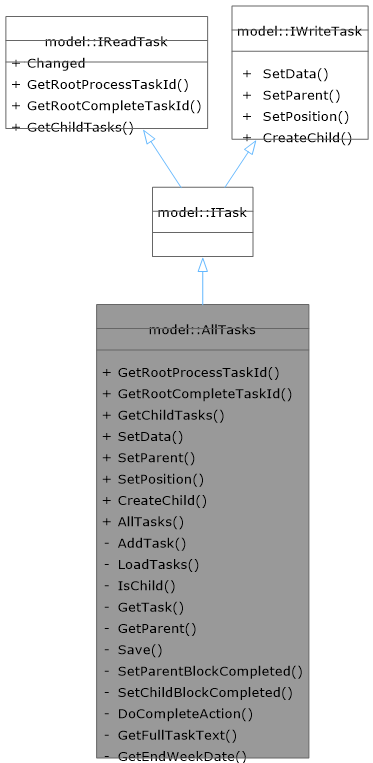 model::IReadTask
+ Changed
+ GetRootProcessTaskId()
+ GetRootCompleteTaskId()
+ GetChildTasks()
model::IWriteTask
+ SetData()
+ SetParent()
+ SetPosition()
+ CreateChild()
model::ITask
model::AllTasks
+ GetRootProcessTaskId()
+ GetRootCompleteTaskId()
+ GetChildTasks()
+ SetData()
+ SetParent()
+ SetPosition()
+ CreateChild()
+ AllTasks()
- AddTask()
- LoadTasks()
- IsChild()
- GetTask()
- GetParent()
- Save()
- SetParentBlockCompleted()
- SetChildBlockCompleted()
- DoCompleteAction()
- GetFullTaskText()
- GetEndWeekDate()